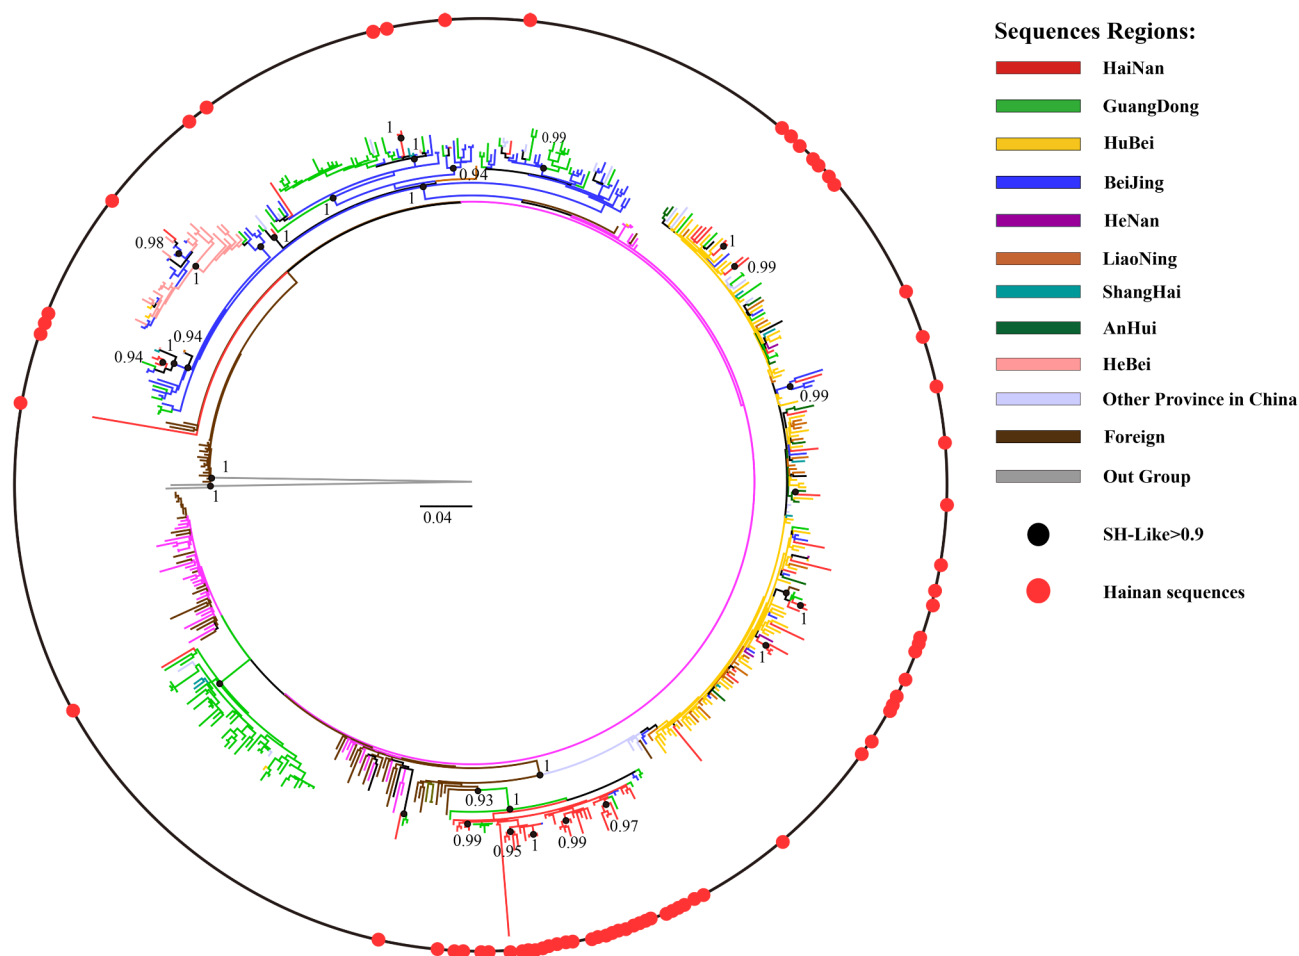 Sequences Regions:
HaiNan
GuangDong
HuBei
BeiJing
HeNan
LiaoNing
ShangHai
AnHui
HeBei
Other Province in China
Foreign
Out Group
SH-Like>0.9
Hainan sequences
1
1
0.99
0.94
1
1
1
0.98
1
1
0.99
0.94
1
0.94
0.99
1
1
0.04
1
1
1
0.93
1
0.99
0.95
1
0.99
0.97